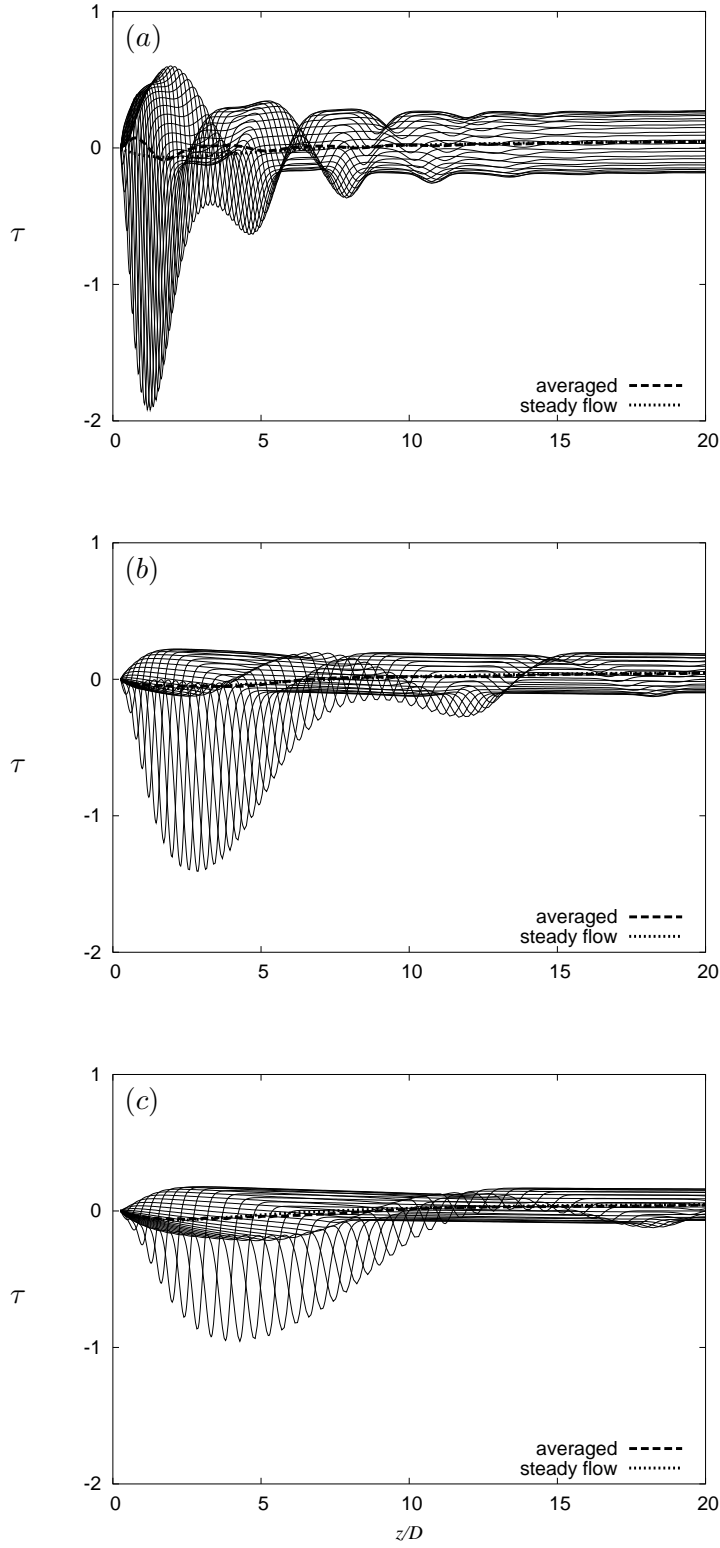 1
(a)
0
τ
-1
averaged
steady flow
-2
0 5 10 15 20
1
(b)
0
τ
-1
averaged
steady flow
-2
0 5 10 15 20
1
(c)
0
τ
-1
averaged
steady flow
-2
0 5 10 15 20
z/D